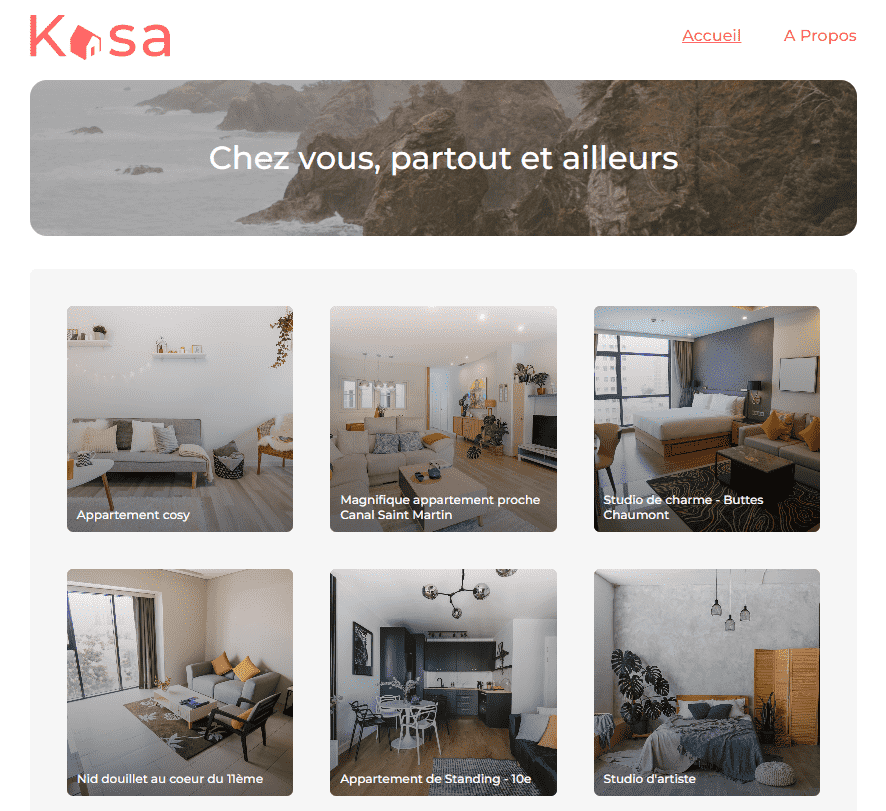 Kasa
Accueil
A Propos
Chez vous, partout et ailleurs
Appartement cosy
Magnifique appartement proche
Canal Saint Martin
Studio de charme - Buttes
Chaumont
Nid douillet au coeur du 11ème
Appartement de Standing - 10e
Studio d'artiste